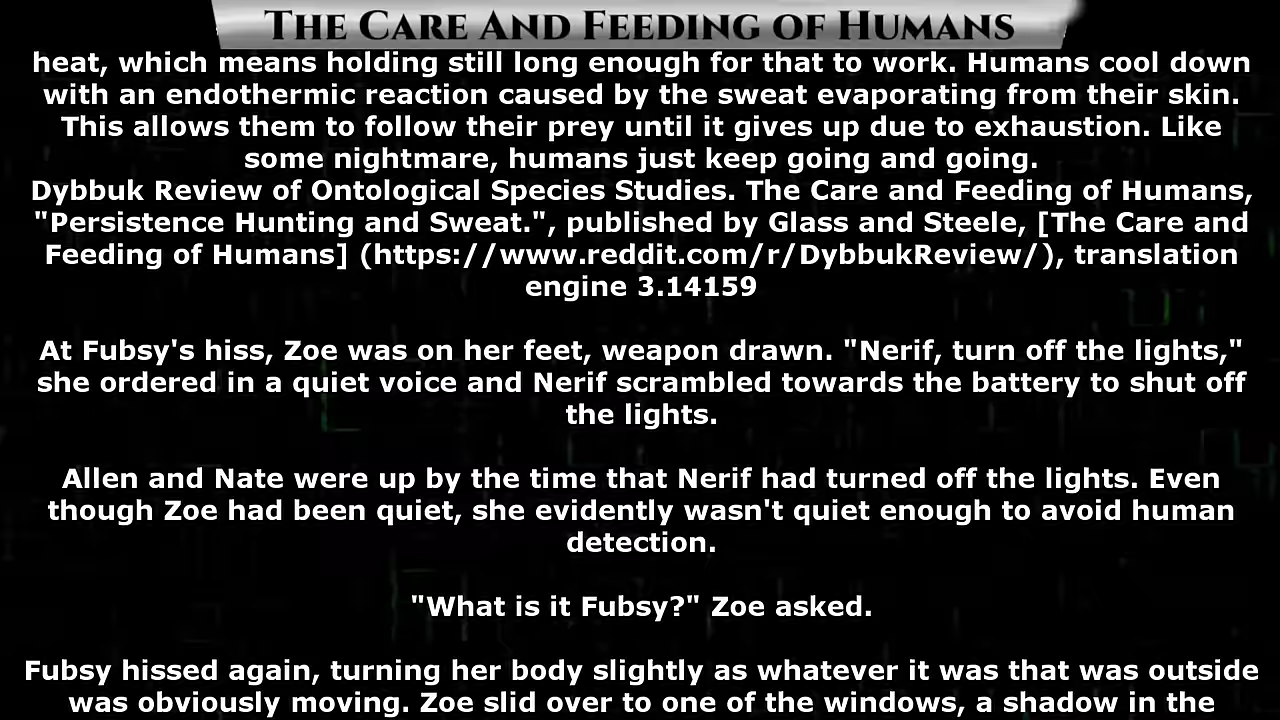 The Care And Feeding of Humans
heat, which means holding still long enough for that to work. Humans cool down
with an endothermic reaction caused by the sweat evaporating from their skin.
This allows them to follow their prey until it gives up due to exhaustion. Like
some nightmare, humans just keep going and going.
Dybbuk Review of Ontological Species Studies. The Care and Feeding of Humans,
"Persistence Hunting and Sweat.", published by Glass and Steele, [The Care and
Feeding of Humans] (https://www.reddit.com/r/DybbukReview/), translation
engine 3.14159
At Fubsy's hiss, Zoe was on her feet, weapon drawn. "Nerif, turn off the lights,"
she ordered in a quiet voice and Nerif scrambled towards the battery to shut off
the lights.
Allen and Nate were up by the time that Nerif had turned off the lights. Even
though Zoe had been quiet, she evidently wasn't quiet enough to avoid human
detection.
"What is it Fubsy?" Zoe asked.
Fubsy hissed again, turning her body slightly as whatever it was that was outside
was obviously moving. Zoe slid over to one of the windows, a shadow in the